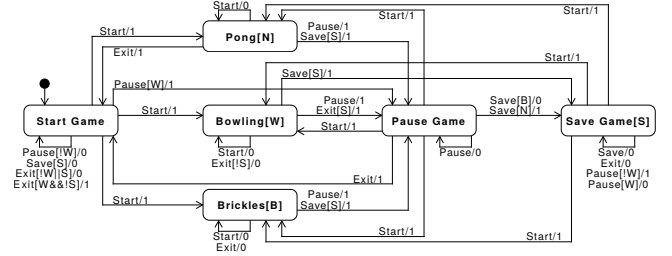 Start/0
Start/1
Start/1
Pong[N]
Pause/1
Save[S]/1
Exit/1
Start/1
Pause[W]/1
Save[S]/1
Start Game
Start/1
Bowling[W]
Pause/1
Exit[S]/1
Start/1
Pause Game
Save[B]/0
Save[N]/1
Save Game[S]
Pause[!W]/0
Save[S]/0
Exit[!W]|S]/0
Exit[W&&!S]/1
Start/0
Exit[!S]/0
Pause/0
Save/0
Exit/0
Pause[!W]/1
Pause[W]/0
Exit/1
Start/1
Brickles[B]
Pause/1
Save[S]/1
Start/0
Exit/0
Start/1
Start/1